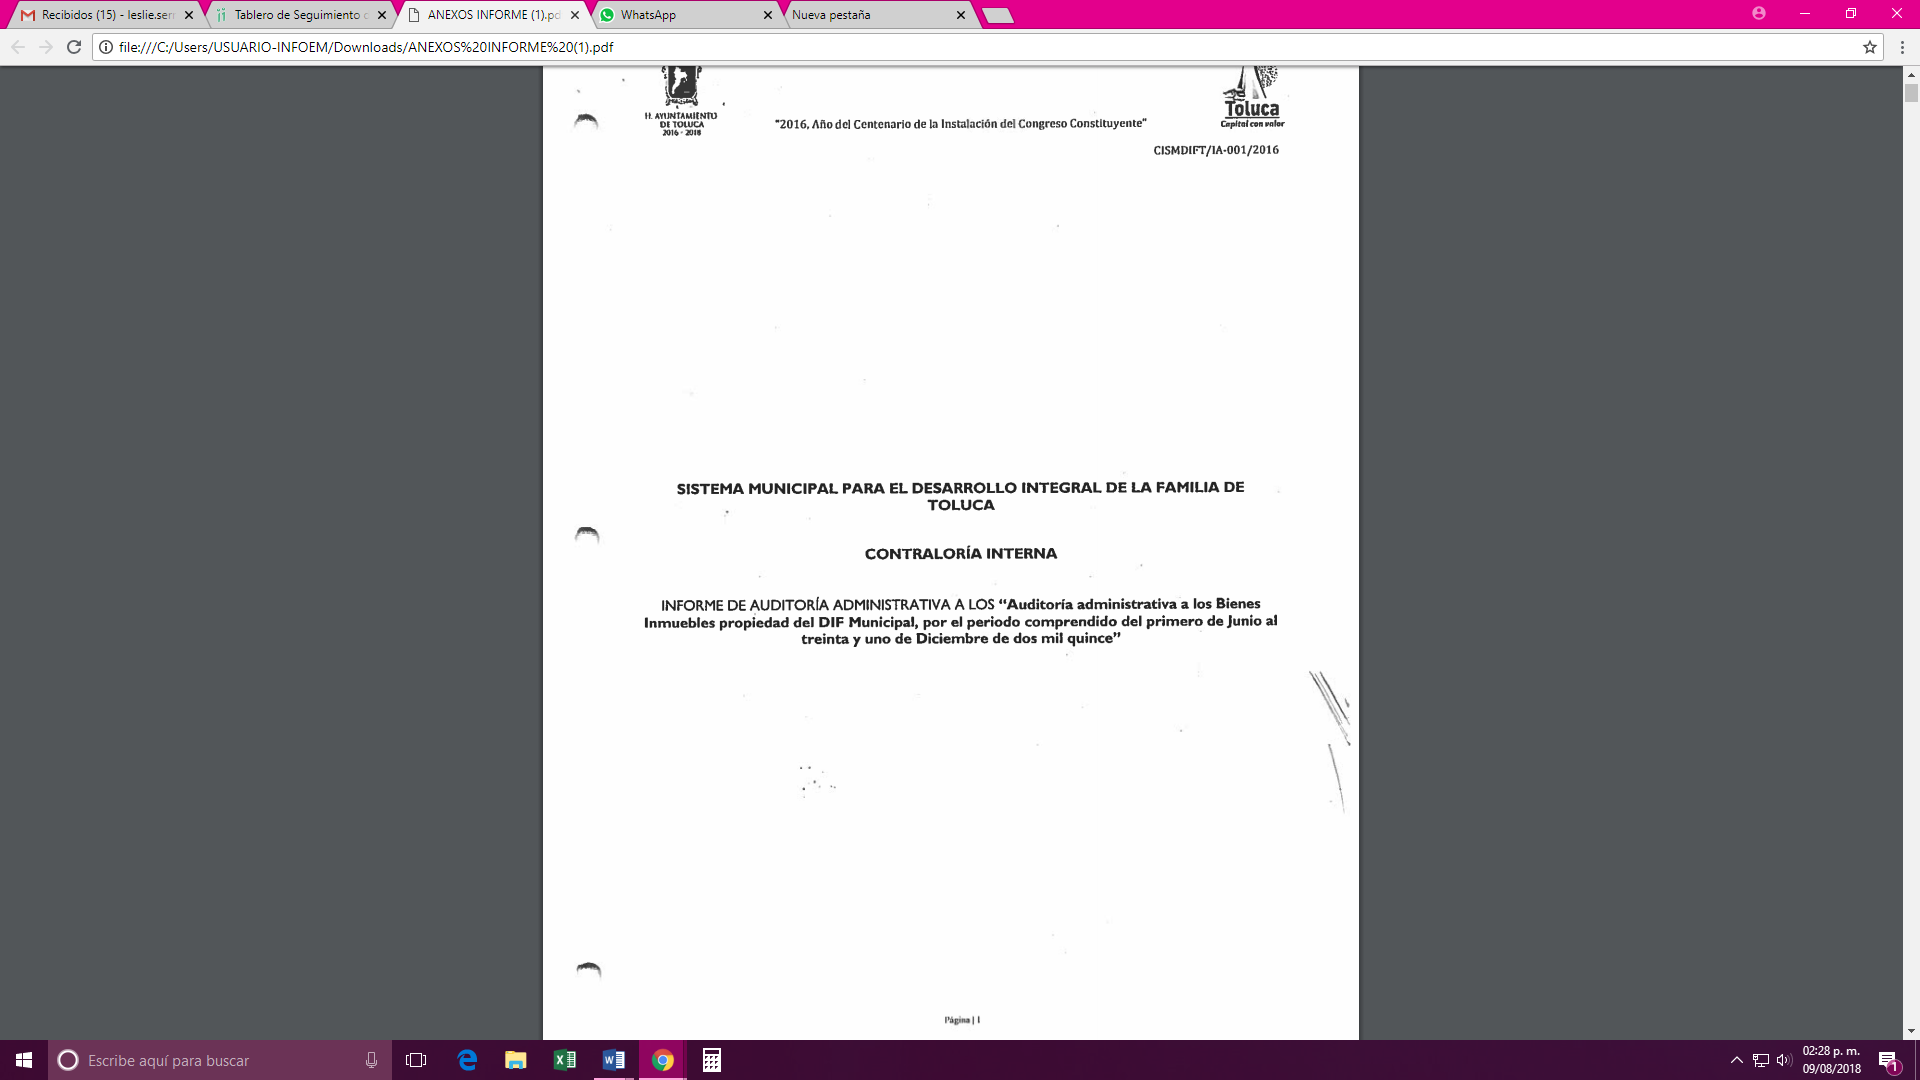 Recibidos (15) - leslie.serr
Tablero de Seguimiento d
ANEXOS INFORME (1).pd
WhatsApp
Nueva pestaña
file:///C:/Users/USUARIO-INFOEM/Downloads/ANEXOS%20INFORME%20(1).pdf
H. AYUNTAMIENTO
DE TOLUCA
2016 - 2018
"2016, Año del Centenario de la Instalación del Congreso Constituyente"
Toluca
Capital con valor
CISMDIFT/IA-001/2016
SISTEMA MUNICIPAL PARA EL DESARROLLO INTEGRAL DE LA FAMILIA DE
TOLUCA
CONTRALORÍA INTERNA
INFORME DE AUDITORÍA ADMINISTRATIVA A LOS “Auditoría administrativa a los Bienes
Inmuebles propiedad del DIF Municipal, por el periodo comprendido del primero de Junio al
treinta y uno de Diciembre de dos mil quince”
Página | 1
Escribe aquí para buscar
02:28 p. m.
09/08/2018
1